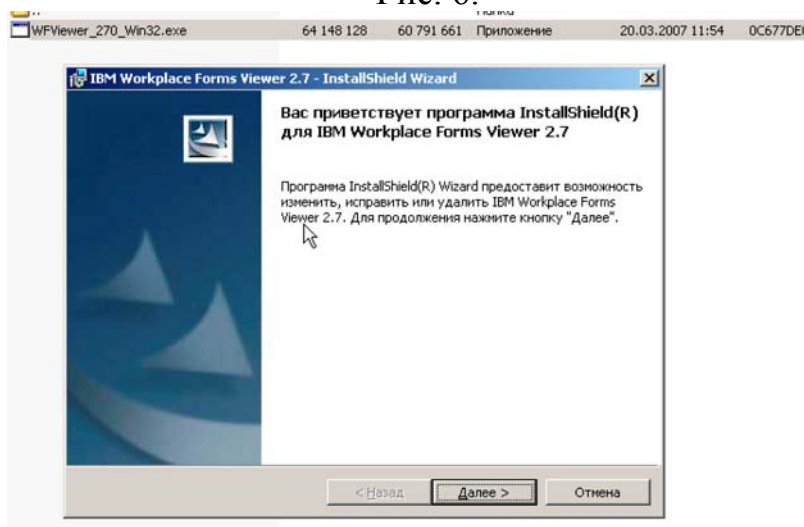 WFViewer_270_Win32.exe 64 148 128 60 791 661 Приложение 20.03.2007 11:54
IBM Workplace Forms Viewer 2.7 - InstallShield Wizard
Вас приветствует программа InstallShield(R)
для IBM Workplace Forms Viewer 2.7
Программа InstallShield(R) Wizard предоставит возможность
изменить, исправить или удалить IBM Workplace Forms
Viewer 2.7. Для продолжения нажмите кнопку "Далее".
< Назад Далее > Отмена